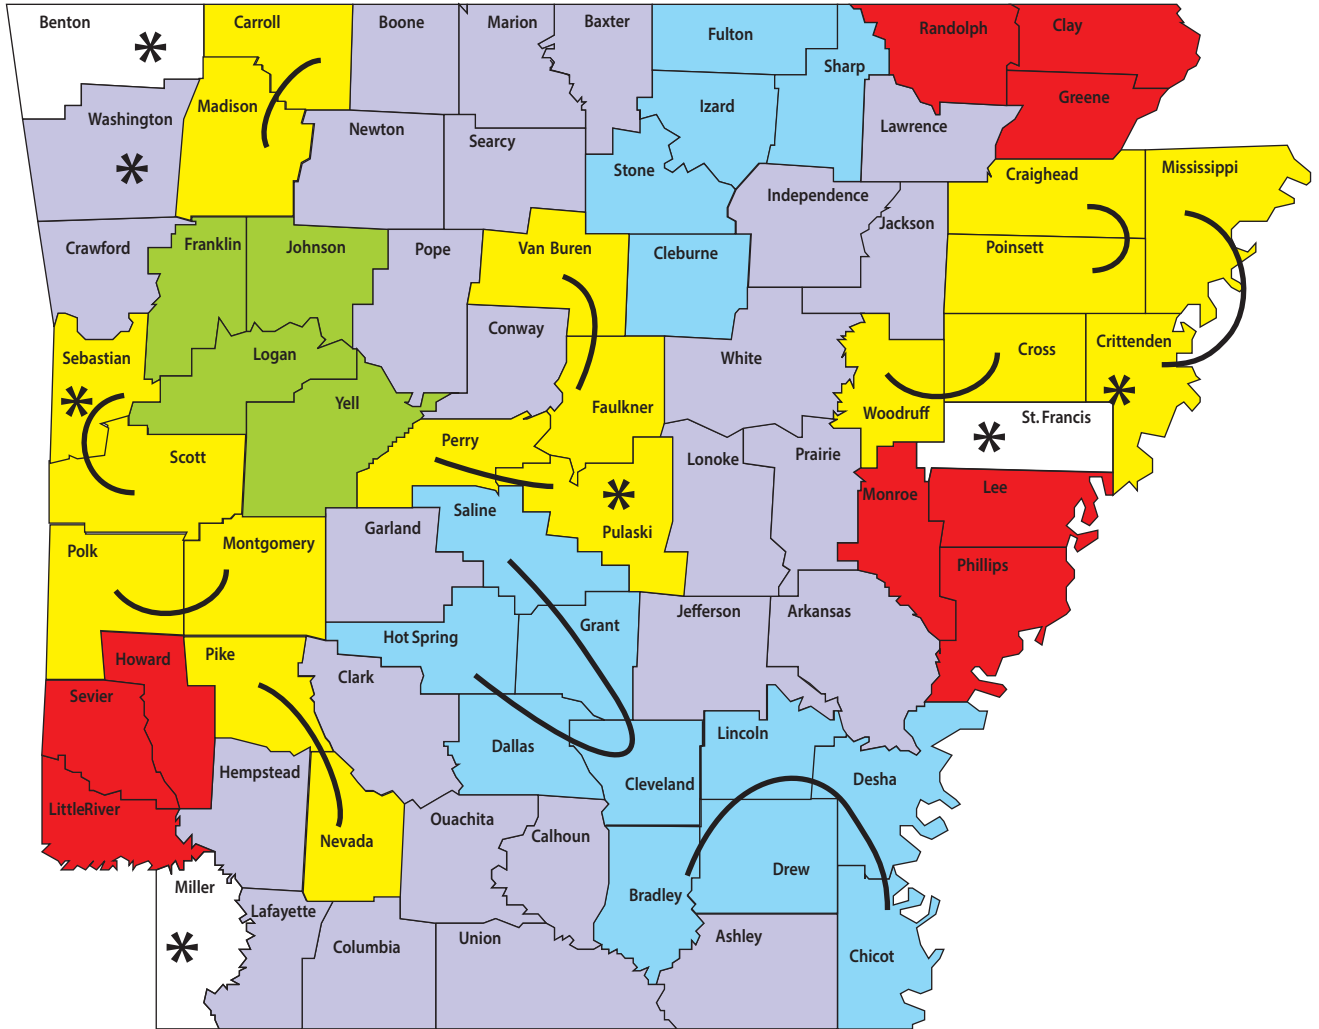 Benton
Carroll
Boone
Marion
Baxter
Fulton
Sharp
Randolph
Clay
Greene
Washington
Madison
Newton
Searcy
Stone
Izard
Lawrence
Craighead
Mississippi
Independence
Jackson
Poinsett
Crawford
Franklin
Johnson
Pope
Van Buren
Cleburne
Sebastian
Logan
Conway
White
Cross
Crittenden
Yell
Faulkner
Woodruff
St. Francis
Scott
Perry
Lonoke
Prairie
Monroe
Lee
Saline
Pulaski
Polk
Montgomery
Garland
Phillips
Hot Spring
Grant
Jefferson
Arkansas
Howard
Pike
Clark
Sevier
Dallas
Lincoln
Hempstead
Cleveland
Desha
LittleRiver
Nevada
Ouachita
Calhoun
Miller
Bradley
Drew
Lafayette
Columbia
Union
Ashley
Chicot